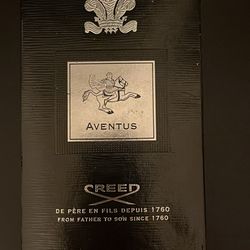 AVENTUS
CREED
DE PÈRE EN FILS DEPUIS 1760
FROM FATHER TO SON SINCE 1760